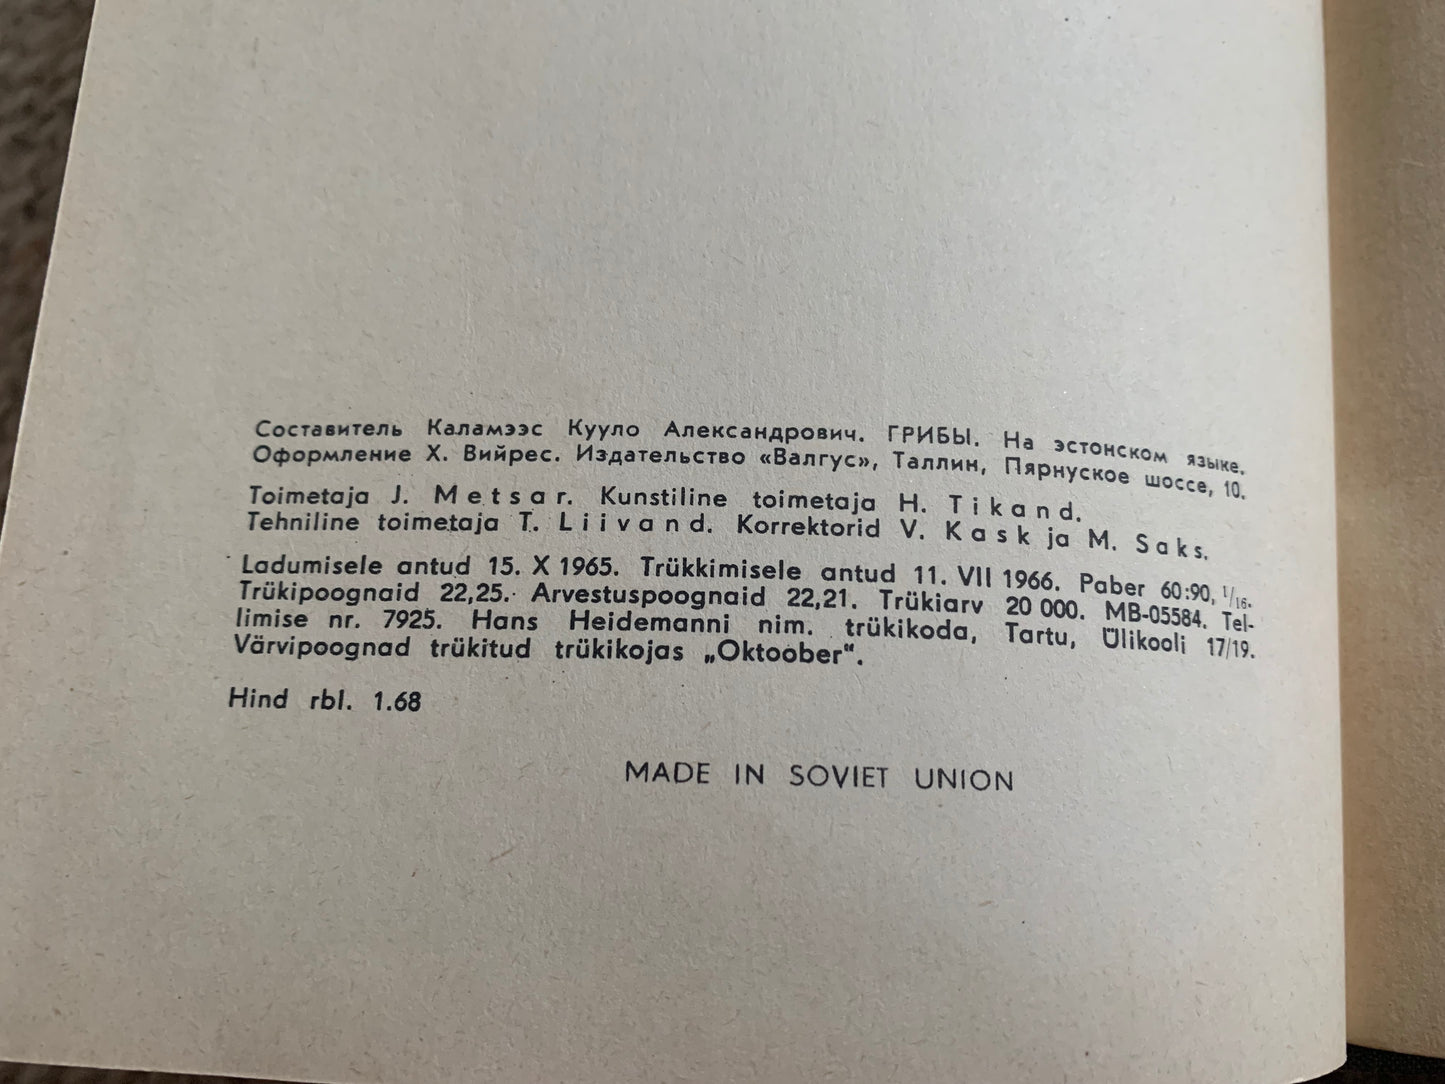 Составитель Каламээс Кууло Александрович. ГРИБЫ. На эстонском языке.
Оформление Х. Вийрес. Издательство «Валгус», Таллин, Пярнуское шоссе, 10.
Toimetaja J. Metsar. Kunstiline toimetaja H. Tikand.
Tehniline toimetaja T. Liivand. Korrektorid V. Kask ja M. Saks.
Ladumisele antud 15. X 1965. Trükkimisele antud 11. VII 1966. Paber 60:90, 1/16.
Trükipoognaid 22,25. Arvestuspoognaid 22,21. Trükiarv 20 000. MB-05584. Tel-
limise nr. 7925. Hans Heidemanni nim. trükikoda, Tartu, Ülikooli 17/19.
Värvipoognad trükitud trükikojas „Oktoober“.
Hind rbl. 1.68
MADE IN SOVIET UNION